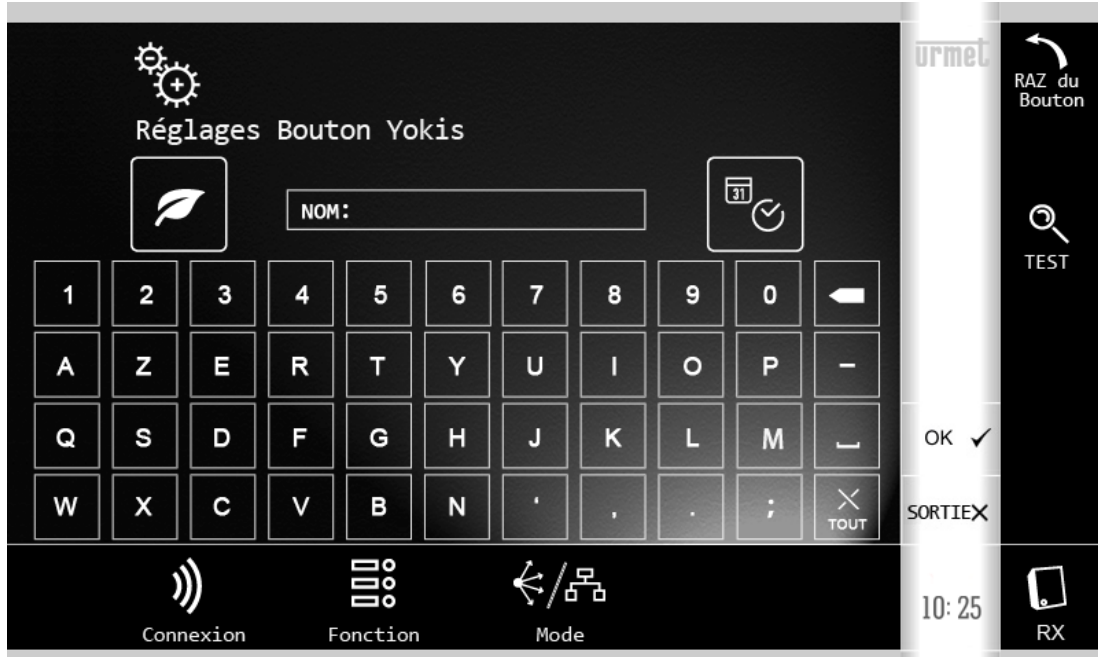 urmet
RAZ du
Bouton
Réglages Bouton Yokis
31
NOM:
TEST
1 2 3 4 5 6 7 8 9 0
A Z E R T Y U I O P -
Q S D F G H J K L M
OK
W X C V B N ' , . ;
TOUT
SORTIE
10:25
Connexion
Fonction
Mode
RX